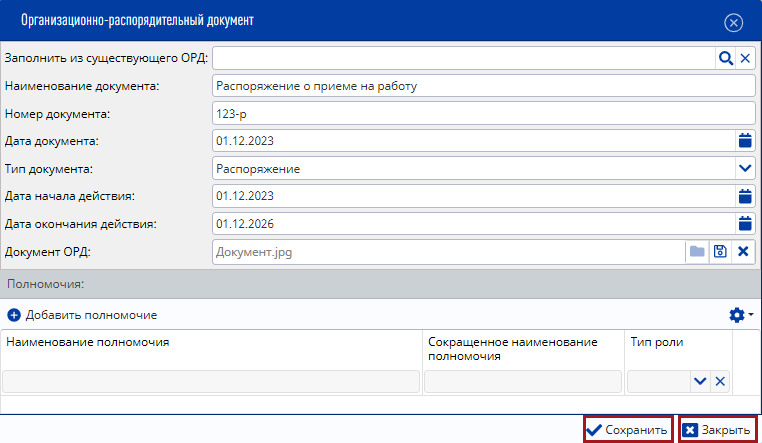 Организационно-распорядительный документ
Заполнить из существующего ОРД:
Наименование документа: Распоряжение о приеме на работу
Номер документа: 123-р
Дата документа: 01.12.2023
Тип документа: Распоряжение
Дата начала действия: 01.12.2023
Дата окончания действия: 01.12.2026
Документ ОРД: Документ.jpg
Полномочия:
Добавить полномочие
Наименование полномочия Сокращенное наименование Тип роли
полномочия
Сохранить Закрыть